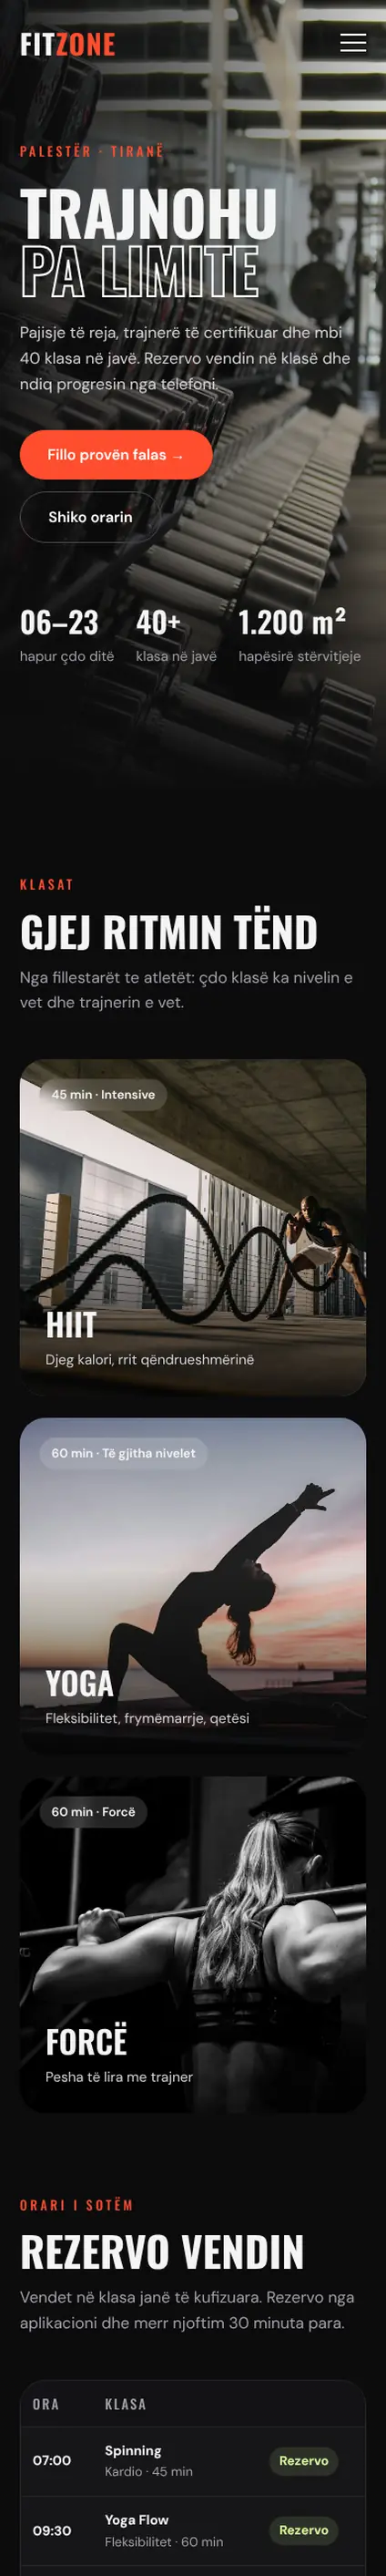 FITZONE
PALESTËR · TIRANË
TRAJNOHU
PA LIMITE
Pajisje të reja, trajnerë të certifikuar dhe mbi
40 klasa në javë. Rezervo vendin në klasë dhe
ndiq progresin nga telefoni.
Fillo provën falas →
Shiko orarin
06–23 40+ 1.200 m²
hapur çdo ditë klasa në javë hapësirë stërvitjeje
KLASAT
GJEJ RITMIN TËND
Nga fillestarët te atletët: çdo klasë ka nivelin e
vet dhe trajnerin e vet.
45 min · Intensive
HIIT
Djeg kalori, rrit qëndrueshmërinë
60 min · Të gjitha nivelet
YOGA
Fleksibilitet, frymëmarrje, qetësi
60 min · Forcë
FORCË
Pesha të lira me trajner
ORARI I SOTËM
REZERVO VENDIN
Vendet në klasa janë të kufizuara. Rezervo nga
aplikacioni dhe merr njoftim 30 minuta para.
ORA KLASA
07:00 Spinning Rezervo
Kardio · 45 min
09:30 Yoga Flow Rezervo
Fleksibilitet · 60 min